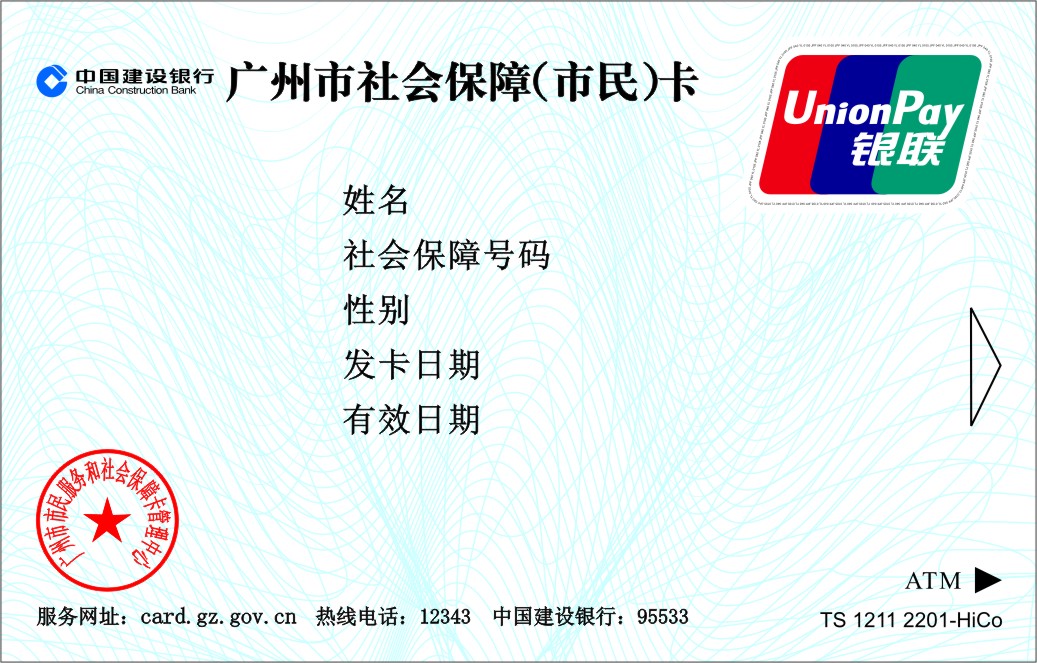 中国建设银行
China Construction Bank
广州市社会保障(市民)卡
UnionPay
银联
姓名
社会保障号码
性别
发卡日期
有效日期
广州市市民服务和社会保障卡管理中心
ATM
服务网址：card.gz.gov.cn 热线电话：12343 中国建设银行：95533
TS 1211 2201-HiCo